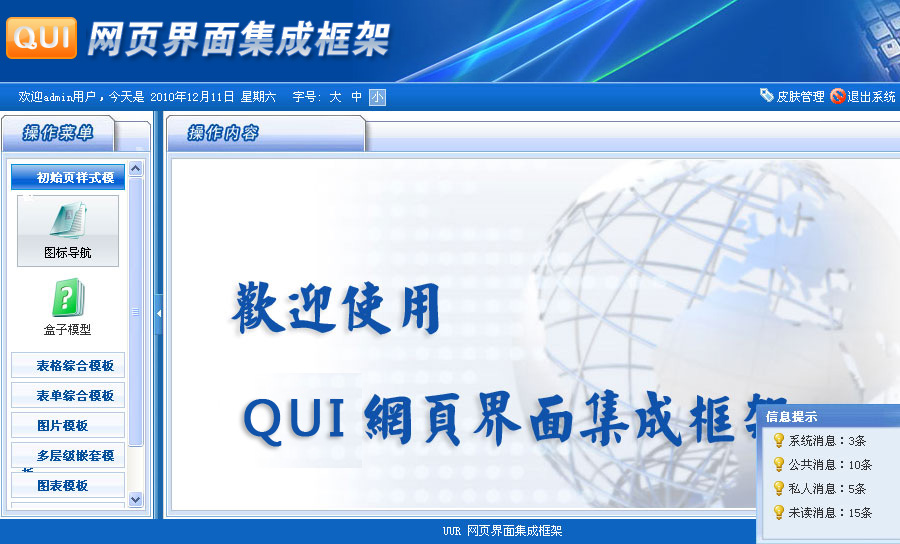 QUI 网页界面集成框架
欢迎admin用户，今天是 2010年12月11日 星期六 字号: 大 中 小
皮肤管理 退出系统
操作菜单
操作内容
初始页样式模
图标导航
盒子模型
表格综合模板
表单综合模板
图片模板
多层级嵌套模
图表模板
歡迎使用
QUI 網頁界面集成框架
信息提示
系统消息：3条
公共消息：10条
私人消息：5条
未读消息：15条
UUR 网页界面集成框架